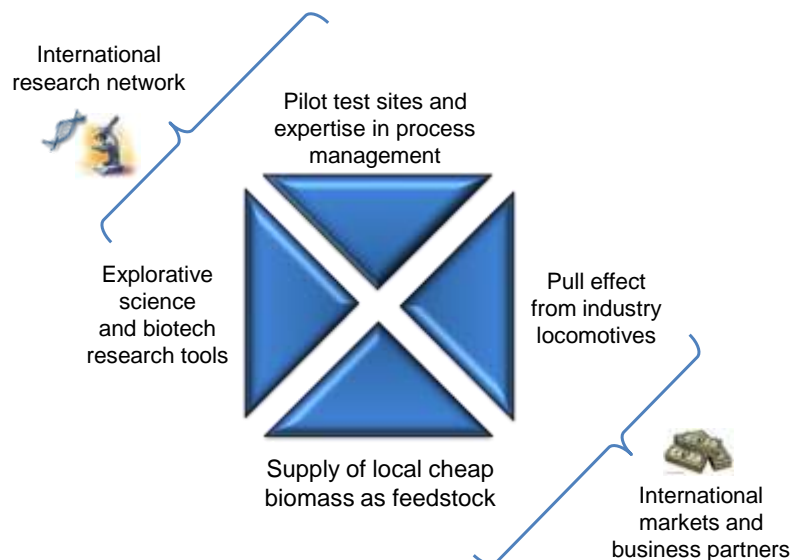 International
research network
Pilot test sites and
expertise in process
management
Explorative
science
and biotech
research tools
Pull effect
from industry
locomotives
Supply of local cheap
biomass as feedstock
International
markets and
business partners